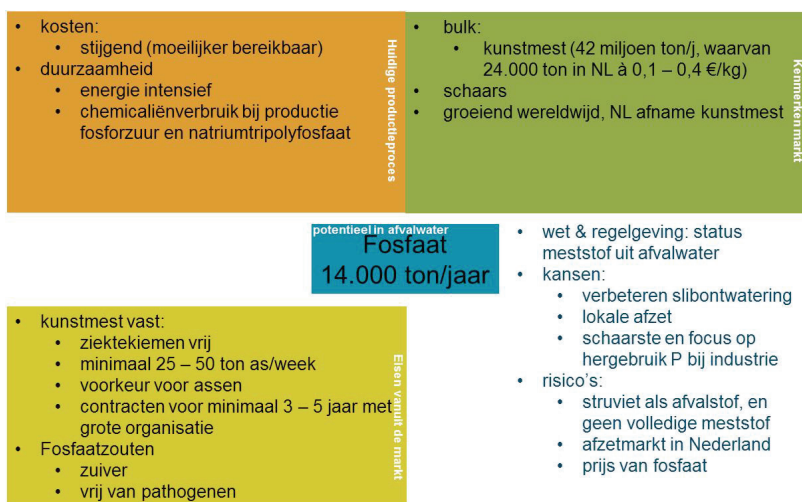 • kosten:
• stijgend (moeilijker bereikbaar)
• duurzaamheid
• energie intensief
• chemicaliënverbruik bij productie
fosforzuur en natriumtripolyfosfaat
Huidige productieproces
• bulk:
• kunstmest (42 miljoen ton/j, waarvan
24.000 ton in NL à 0,1 – 0,4 €/kg)
• schaars
• groeiend wereldwijd, NL afname kunstmest
Kenmerken markt
potentieel in afvalwater
Fosfaat
14.000 ton/jaar
• kunstmest vast:
• ziektekiemen vrij
• minimaal 25 – 50 ton as/week
• voorkeur voor assen
• contracten voor minimaal 3 – 5 jaar met
grote organisatie
• Fosfaatzouten
• zuiver
• vrij van pathogenen
Eisen vanuit de markt
• wet & regelgeving: status
meststof uit afvalwater
• kansen:
• verbeteren slibontwatering
• lokale afzet
• schaarste en focus op
hergebruik P bij industrie
• risico’s:
• struviet als afvalstof, en
geen volledige meststof
• afzetmarkt in Nederland
• prijs van fosfaat